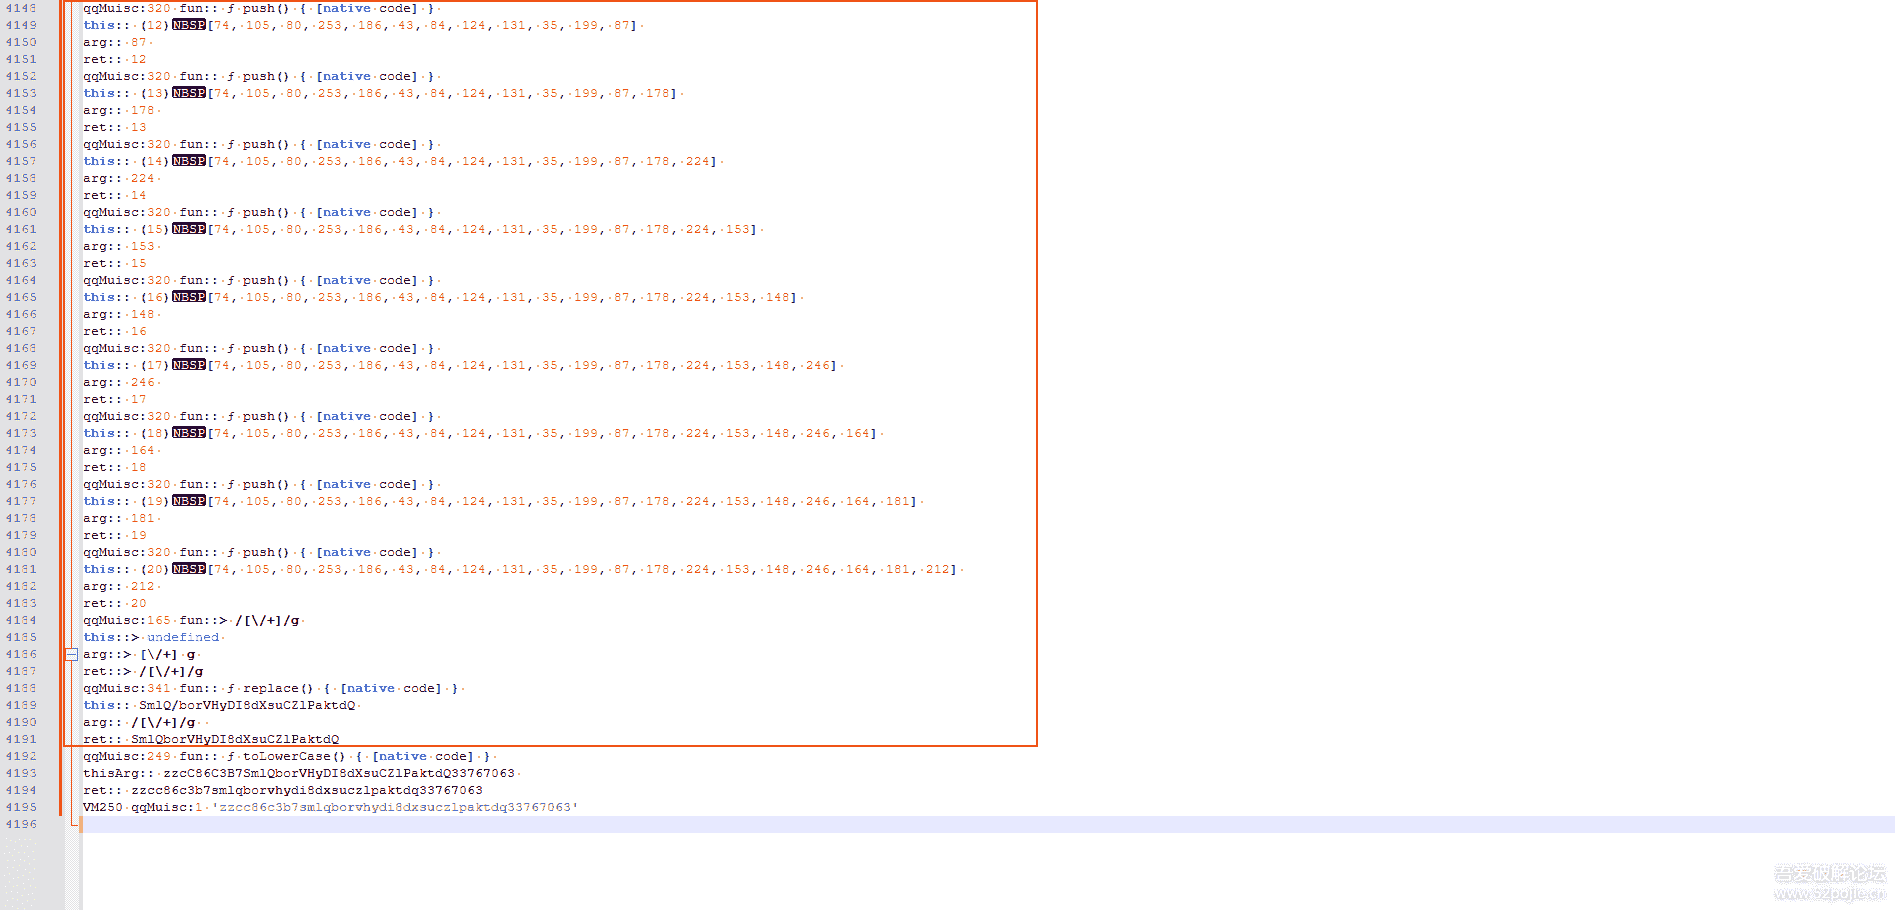 4148 qqMuisc:320 fun:: ƒ push() { [native code] }
4149 this:: (12)NBSP[74, 105, 80, 253, 186, 43, 84, 124, 131, 35, 199, 87]
4150 arg:: 87
4151 ret:: 12
4152 qqMuisc:320 fun:: ƒ push() { [native code] }
4153 this:: (13)NBSP[74, 105, 80, 253, 186, 43, 84, 124, 131, 35, 199, 87, 178]
4154 arg:: 178
4155 ret:: 13
4156 qqMuisc:320 fun:: ƒ push() { [native code] }
4157 this:: (14)NBSP[74, 105, 80, 253, 186, 43, 84, 124, 131, 35, 199, 87, 178, 224]
4158 arg:: 224
4159 ret:: 14
4160 qqMuisc:320 fun:: ƒ push() { [native code] }
4161 this:: (15)NBSP[74, 105, 80, 253, 186, 43, 84, 124, 131, 35, 199, 87, 178, 224, 153]
4162 arg:: 153
4163 ret:: 15
4164 qqMuisc:320 fun:: ƒ push() { [native code] }
4165 this:: (16)NBSP[74, 105, 80, 253, 186, 43, 84, 124, 131, 35, 199, 87, 178, 224, 153, 148]
4166 arg:: 148
4167 ret:: 16
4168 qqMuisc:320 fun:: ƒ push() { [native code] }
4169 this:: (17)NBSP[74, 105, 80, 253, 186, 43, 84, 124, 131, 35, 199, 87, 178, 224, 153, 148, 246]
4170 arg:: 246
4171 ret:: 17
4172 qqMuisc:320 fun:: ƒ push() { [native code] }
4173 this:: (18)NBSP[74, 105, 80, 253, 186, 43, 84, 124, 131, 35, 199, 87, 178, 224, 153, 148, 246, 164]
4174 arg:: 164
4175 ret:: 18
4176 qqMuisc:320 fun:: ƒ push() { [native code] }
4177 this:: (19)NBSP[74, 105, 80, 253, 186, 43, 84, 124, 131, 35, 199, 87, 178, 224, 153, 148, 246, 164, 181]
4178 arg:: 181
4179 ret:: 19
4180 qqMuisc:320 fun:: ƒ push() { [native code] }
4181 this:: (20)NBSP[74, 105, 80, 253, 186, 43, 84, 124, 131, 35, 199, 87, 178, 224, 153, 148, 246, 164, 181, 212]
4182 arg:: 212
4183 ret:: 20
4184 qqMuisc:165 fun::> /[\/+]/g
4185 this::> undefined
4186 arg::> [\/+] g
4187 ret::> /[\/+]/g
4188 qqMuisc:341 fun:: ƒ replace() { [native code] }
4189 this:: SmlQ/borVHyDI8dXsuCZlPaktdQ
4190 arg:: /[\/+]/g
4191 ret:: SmlQborVHyDI8dXsuCZlPaktdQ
4192 qqMuisc:249 fun:: ƒ toLowerCase() { [native code] }
4193 thisArg:: zzcC86C3B7SmlQborVHyDI8dXsuCZlPaktdQ33767063
4194 ret:: zzcc86c3b7smlqborvhydi8dxsuczlpaktdq33767063
4195 VM250 qqMuisc:1 'zzcc86c3b7smlqborvhydi8dxsuczlpaktdq33767063'
4196
吾爱破解论坛
www.52pojie.cn